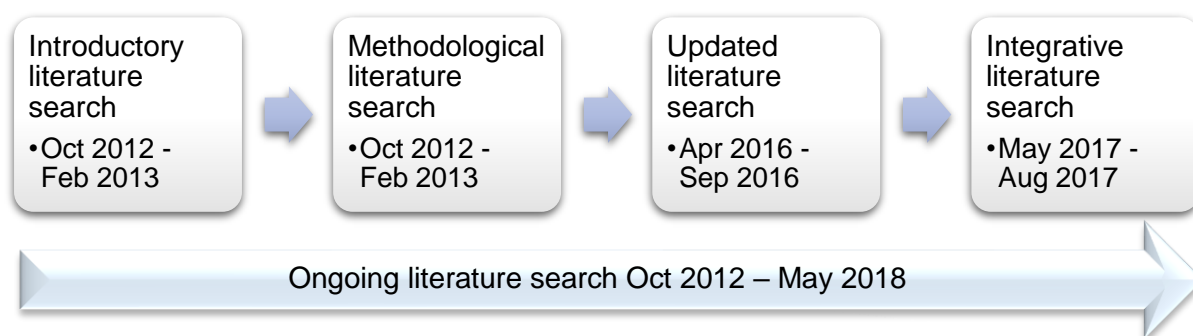 Introductory
literature
search
•Oct 2012 -
Feb 2013
Methodological
literature
search
•Oct 2012 -
Feb 2013
Updated
literature
search
•Apr 2016 -
Sep 2016
Integrative
literature
search
•May 2017 -
Aug 2017
Ongoing literature search Oct 2012 – May 2018